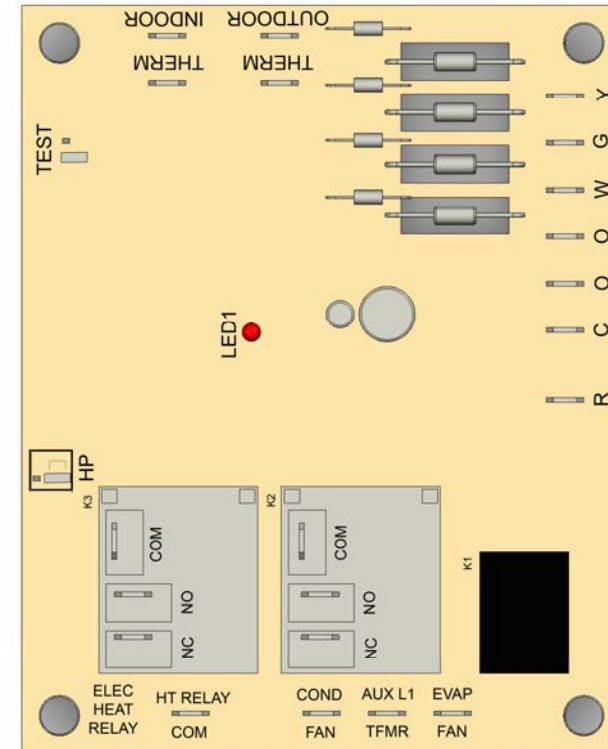 INDOOR OUTDOOR
THERM THERM
TEST
Y
G
W
O
O
C
R
LED1
HP
K3 K2 K1
COM COM
NO NO
NC NC
ELEC HEAT RELAY
HT RELAY COM
COND FAN
AUX L1 TFMR
EVAP FAN